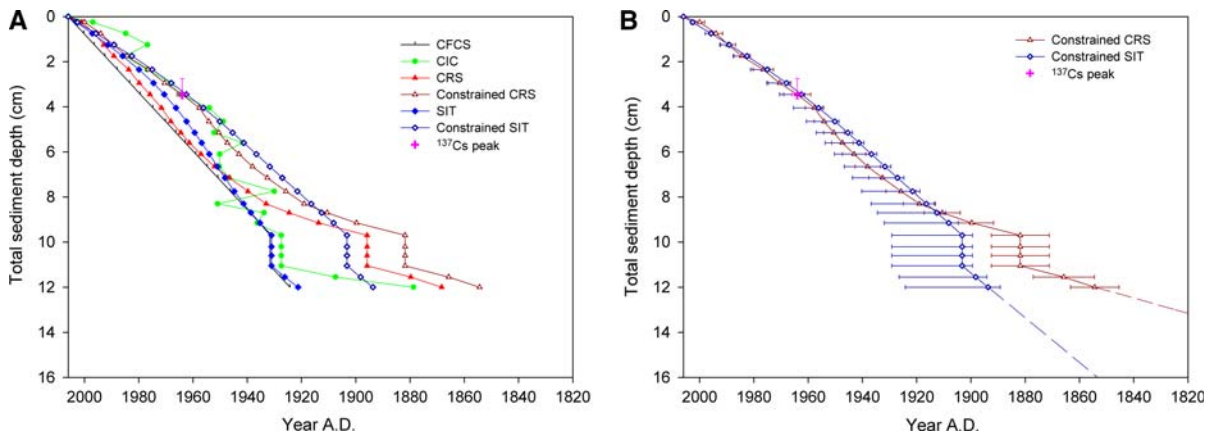 A
Total sediment depth (cm)
0
2
4
6
8
10
12
14
16
CFCS
CIC
CRS
Constrained CRS
SIT
Constrained SIT
¹³⁷Cs peak
2000 1980 1960 1940 1920 1900 1880 1860 1840 1820
Year A.D.
B
Total sediment depth (cm)
0
2
4
6
8
10
12
14
16
Constrained CRS
Constrained SIT
¹³⁷Cs peak
2000 1980 1960 1940 1920 1900 1880 1860 1840 1820
Year A.D.